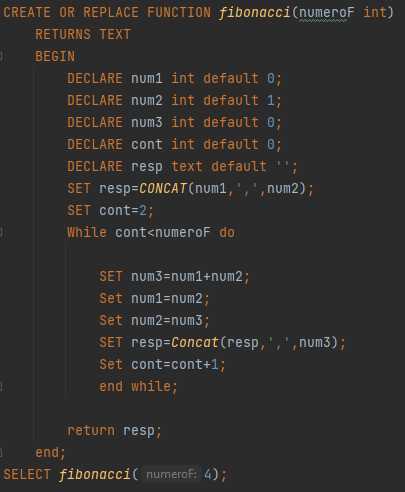 CREATE OR REPLACE FUNCTION fibonacci(numeroF int)
RETURNS TEXT
BEGIN
DECLARE num1 int default 0;
DECLARE num2 int default 1;
DECLARE num3 int default 0;
DECLARE cont int default 0;
DECLARE resp text default '';
SET resp=CONCAT(num1,',',num2);
SET cont=2;
While cont<numeroF do
SET num3=num1+num2;
Set num1=num2;
Set num2=num3;
SET resp=Concat(resp,',',num3);
Set cont=cont+1;
end while;
return resp;
end;
SELECT fibonacci( numeroF: 4);